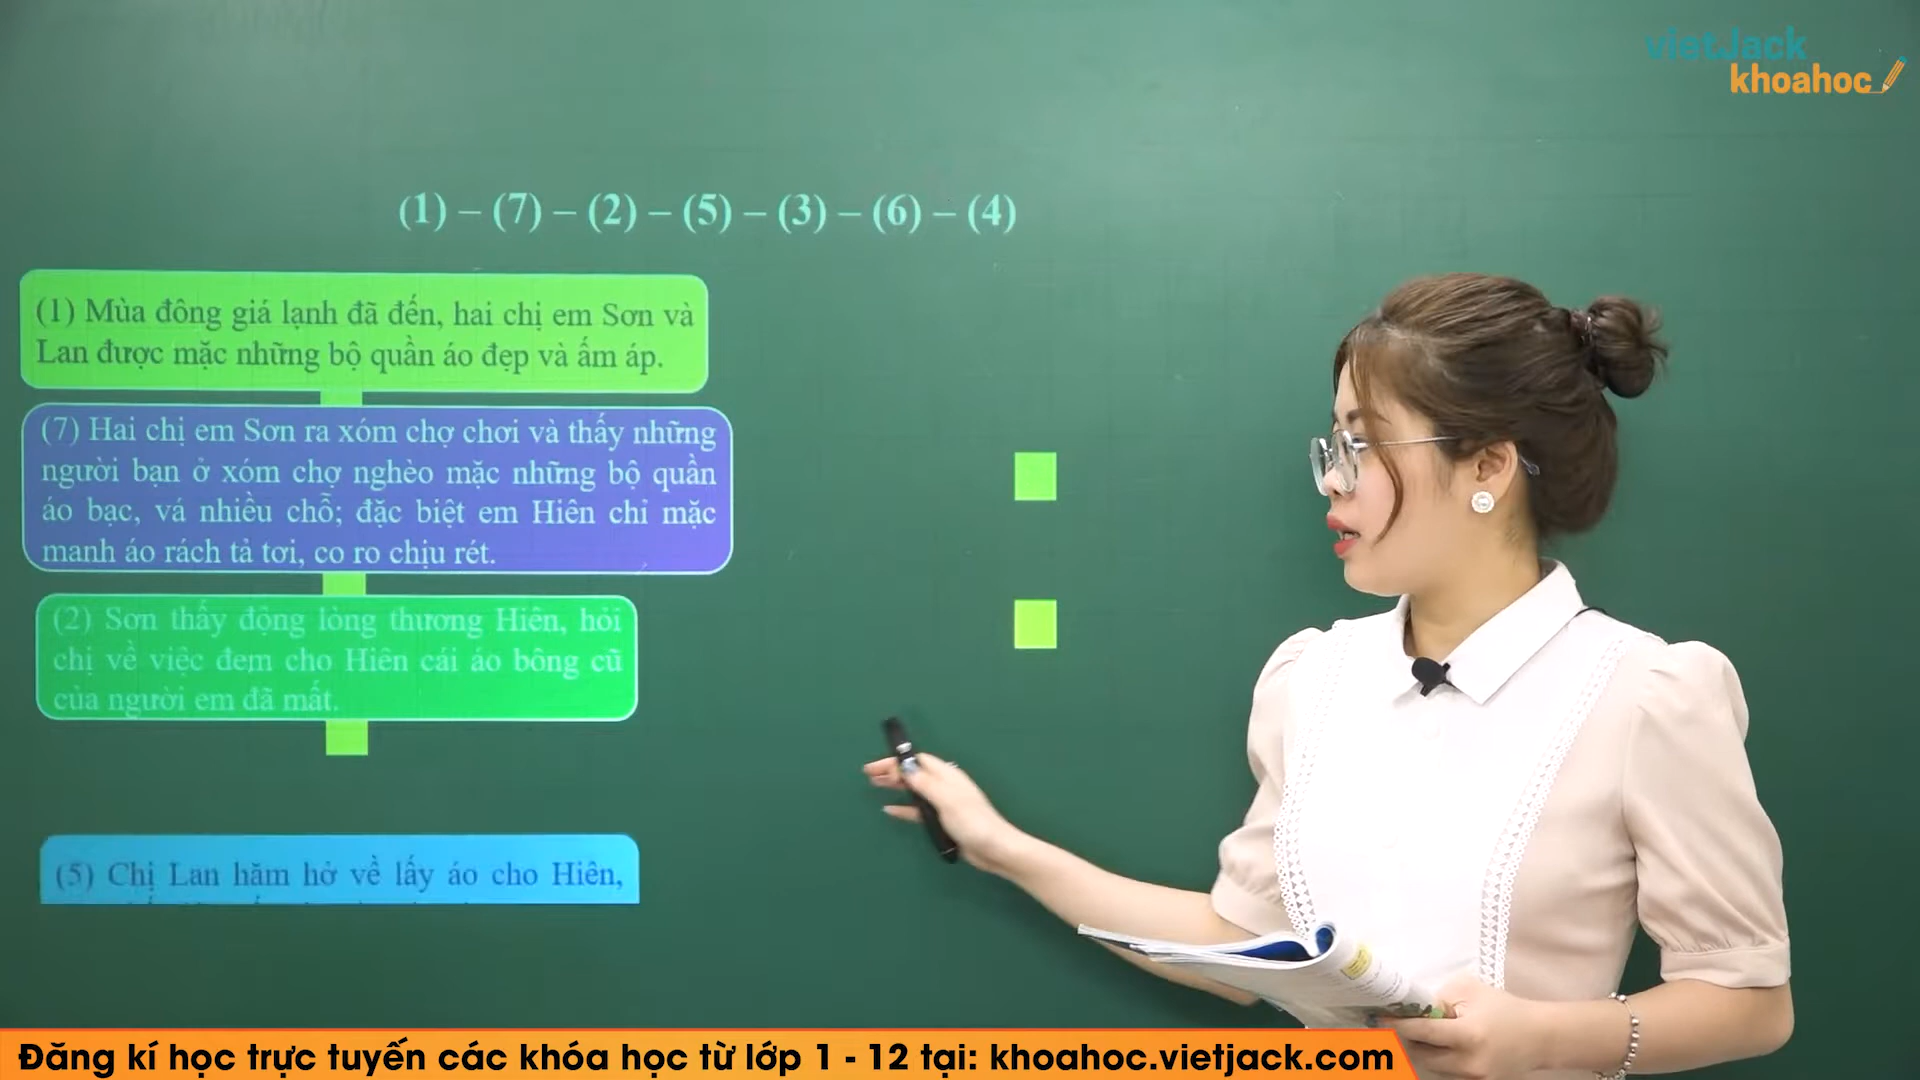 vietJack
khoahoc
(1) – (7) – (2) – (5) – (3) – (6) – (4)
(1) Mùa đông giá lạnh đã đến, hai chị em Sơn và
Lan được mặc những bộ quần áo đẹp và ấm áp.
(7) Hai chị em Sơn ra xóm chợ chơi và thấy những
người bạn ở xóm chợ nghèo mặc những bộ quần
áo bạc, vá nhiều chỗ; đặc biệt em Hiên chỉ mặc
manh áo rách tả tơi, co ro chịu rét.
(2) Sơn thấy động lòng thương Hiên, hỏi
chị về việc đem cho Hiên cái áo bông cũ
của người em đã mất.
(5) Chị Lan hăm hở về lấy áo cho Hiên,
Đăng kí học trực tuyến các khóa học từ lớp 1 - 12 tại: khoahoc.vietjack.com